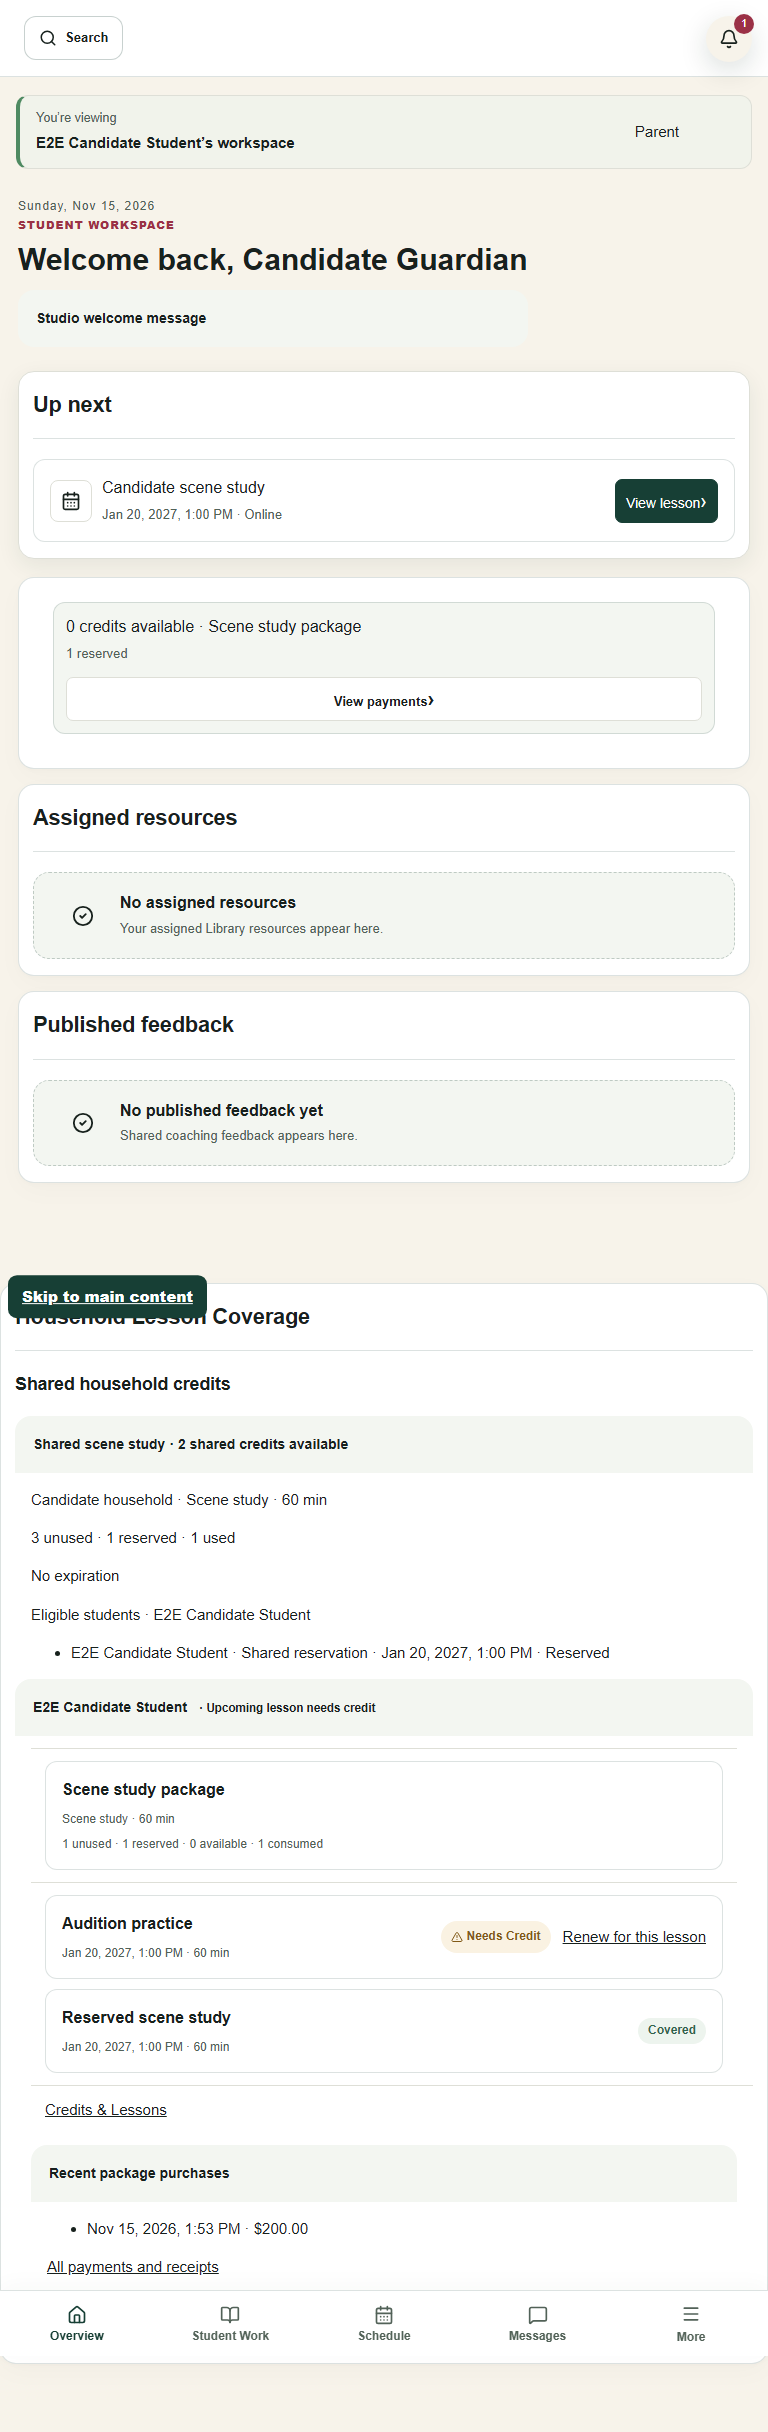 Search
1
You're viewing
E2E Candidate Student's workspace
Parent
Sunday, Nov 15, 2026
STUDENT WORKSPACE
Welcome back, Candidate Guardian
Studio welcome message
Up next
Candidate scene study
Jan 20, 2027, 1:00 PM · Online
View lesson›
0 credits available · Scene study package
1 reserved
View payments›
Assigned resources
No assigned resources
Your assigned Library resources appear here.
Published feedback
No published feedback yet
Shared coaching feedback appears here.
Skip to main content
Household Lesson Coverage
Shared household credits
Shared scene study · 2 shared credits available
Candidate household · Scene study · 60 min
3 unused · 1 reserved · 1 used
No expiration
Eligible students · E2E Candidate Student
• E2E Candidate Student · Shared reservation · Jan 20, 2027, 1:00 PM · Reserved
E2E Candidate Student · Upcoming lesson needs credit
Scene study package
Scene study · 60 min
1 unused · 1 reserved · 0 available · 1 consumed
Audition practice
Jan 20, 2027, 1:00 PM · 60 min
Needs Credit
Renew for this lesson
Reserved scene study
Jan 20, 2027, 1:00 PM · 60 min
Covered
Credits & Lessons
Recent package purchases
• Nov 15, 2026, 1:53 PM · $200.00
All payments and receipts
Overview
Student Work
Schedule
Messages
More